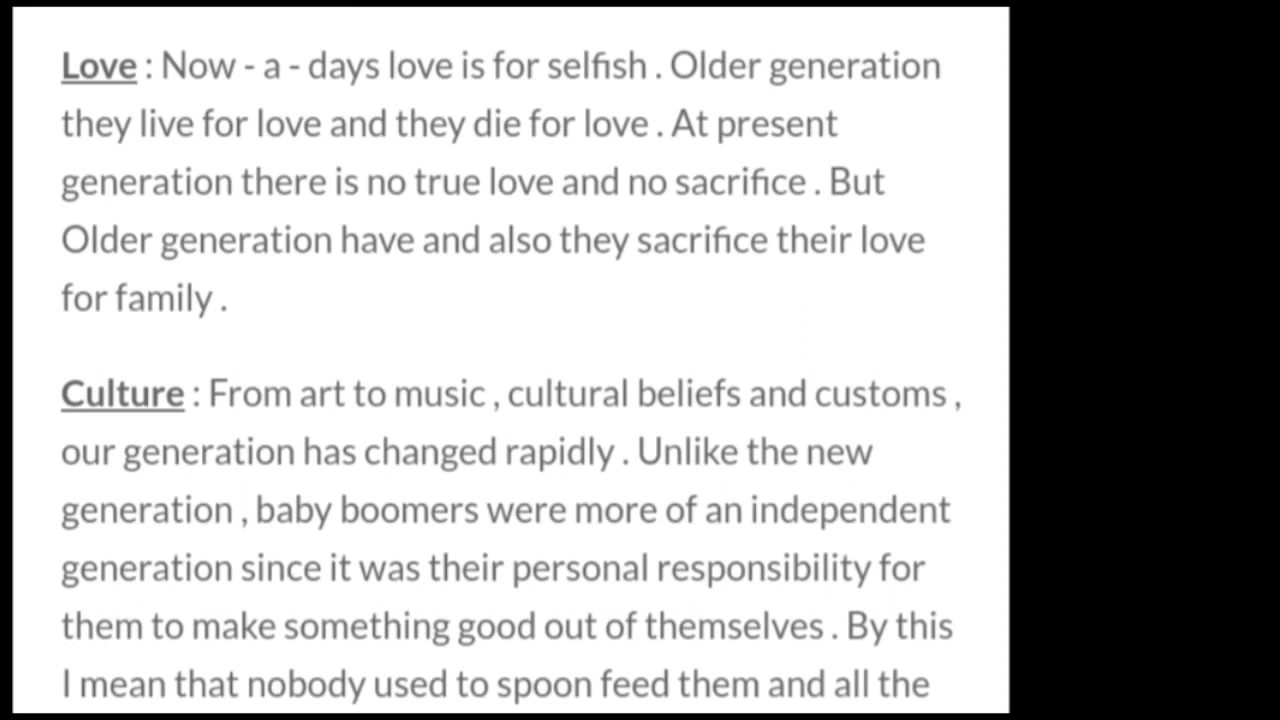 Love : Now - a - days love is for selfish . Older generation
they live for love and they die for love . At present
generation there is no true love and no sacrifice . But
Older generation have and also they sacrifice their love
for family .
Culture : From art to music , cultural beliefs and customs ,
our generation has changed rapidly . Unlike the new
generation , baby boomers were more of an independent
generation since it was their personal responsibility for
them to make something good out of themselves . By this
I mean that nobody used to spoon feed them and all the